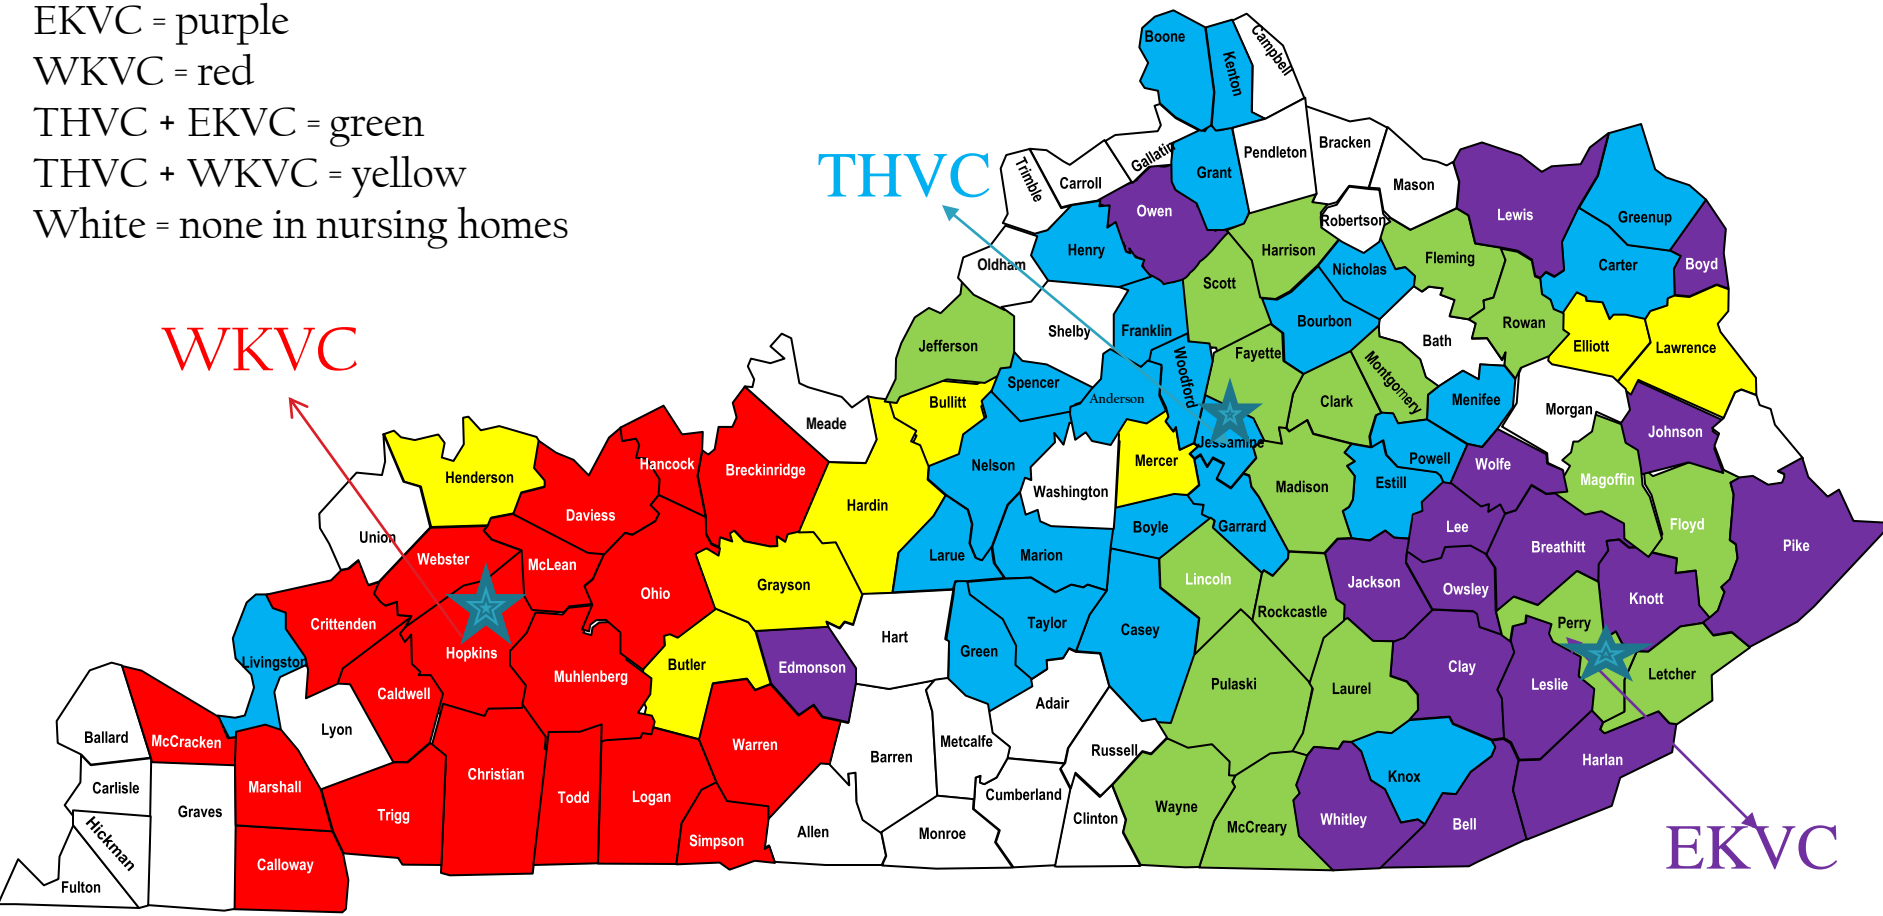 EKVC = purple
WKVC = red
THVC + EKVC = green
THVC + WKVC = yellow
White = none in nursing homes
THVC
WKVC
EKVC
Boone
Kenton
Campbell
Gallatin
Grant
Pendleton
Bracken
Mason
Trimble
Carroll
Owen
Robertson
Lewis
Greenup
Henry
Harrison
Fleming
Carter
Boyd
Oldham
Nicholas
Scott
Shelby
Franklin
Bourbon
Rowan
Elliott
Lawrence
Jefferson
Fayette
Bath
Woodford
Montgomery
Spencer
Anderson
Clark
Menifee
Morgan
Bullitt
Meade
Johnson
Jessamine
Hancock
Breckinridge
Nelson
Mercer
Powell
Wolfe
Henderson
Washington
Madison
Estill
Magoffin
Hardin
Daviess
Boyle
Garrard
Lee
Floyd
Union
Webster
McLean
Larue
Marion
Breathitt
Pike
Grayson
Lincoln
Jackson
Owsley
Ohio
Rockcastle
Knott
Crittenden
Hart
Taylor
Casey
Perry
Livingston
Hopkins
Butler
Edmonson
Green
Clay
Letcher
Caldwell
Muhlenberg
Pulaski
Laurel
Leslie
Adair
Lyon
Ballard
McCracken
Warren
Metcalfe
Russell
Barren
Harlan
Christian
Knox
Carlisle
Marshall
Todd
Logan
Cumberland
Graves
Trigg
Wayne
Clinton
Whitley
Bell
McCreary
Hickman
Simpson
Allen
Monroe
Calloway
Fulton